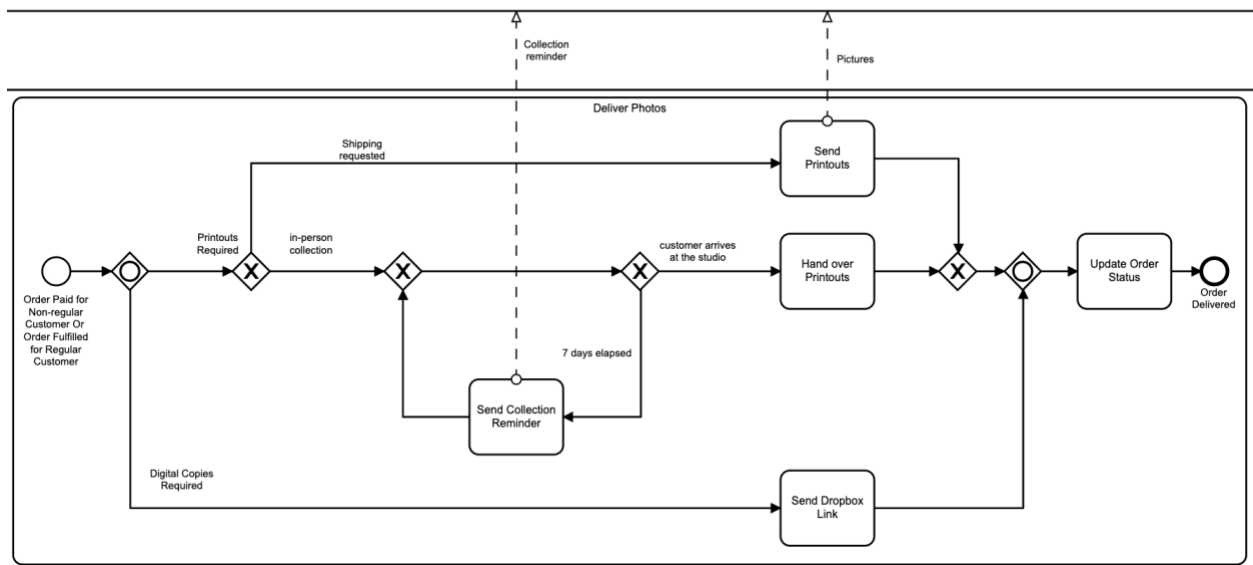 Collection
reminder
Pictures
Deliver Photos
Shipping
requested
Send
Printouts
Printouts
Required
in-person
collection
customer arrives
at the studio
Hand over
Printouts
Update Order
Status
Order Paid for
Non-regular
Customer Or
Order Fulfilled
for Regular
Customer
Order
Delivered
7 days elapsed
Send Collection
Reminder
Digital Copies
Required
Send Dropbox
Link